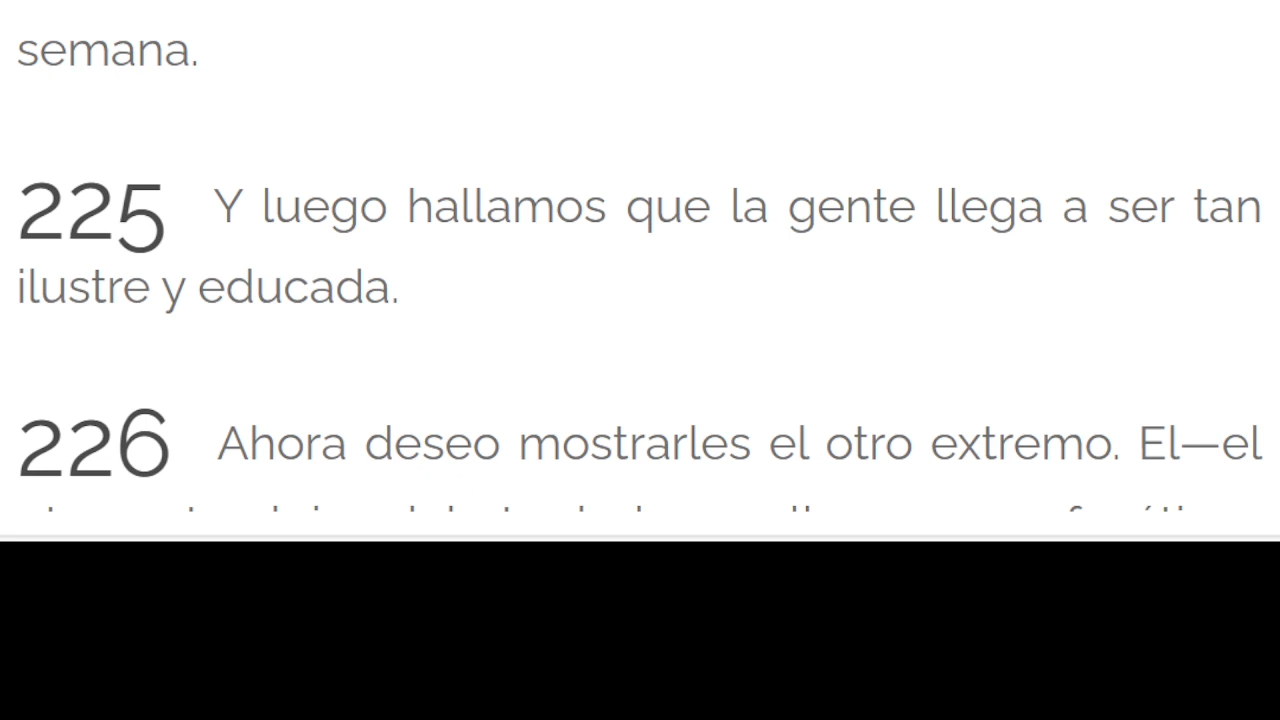 semana.
225 Y luego hallamos que la gente llega a ser tan
ilustre y educada.
226 Ahora deseo mostrarles el otro extremo. El—el